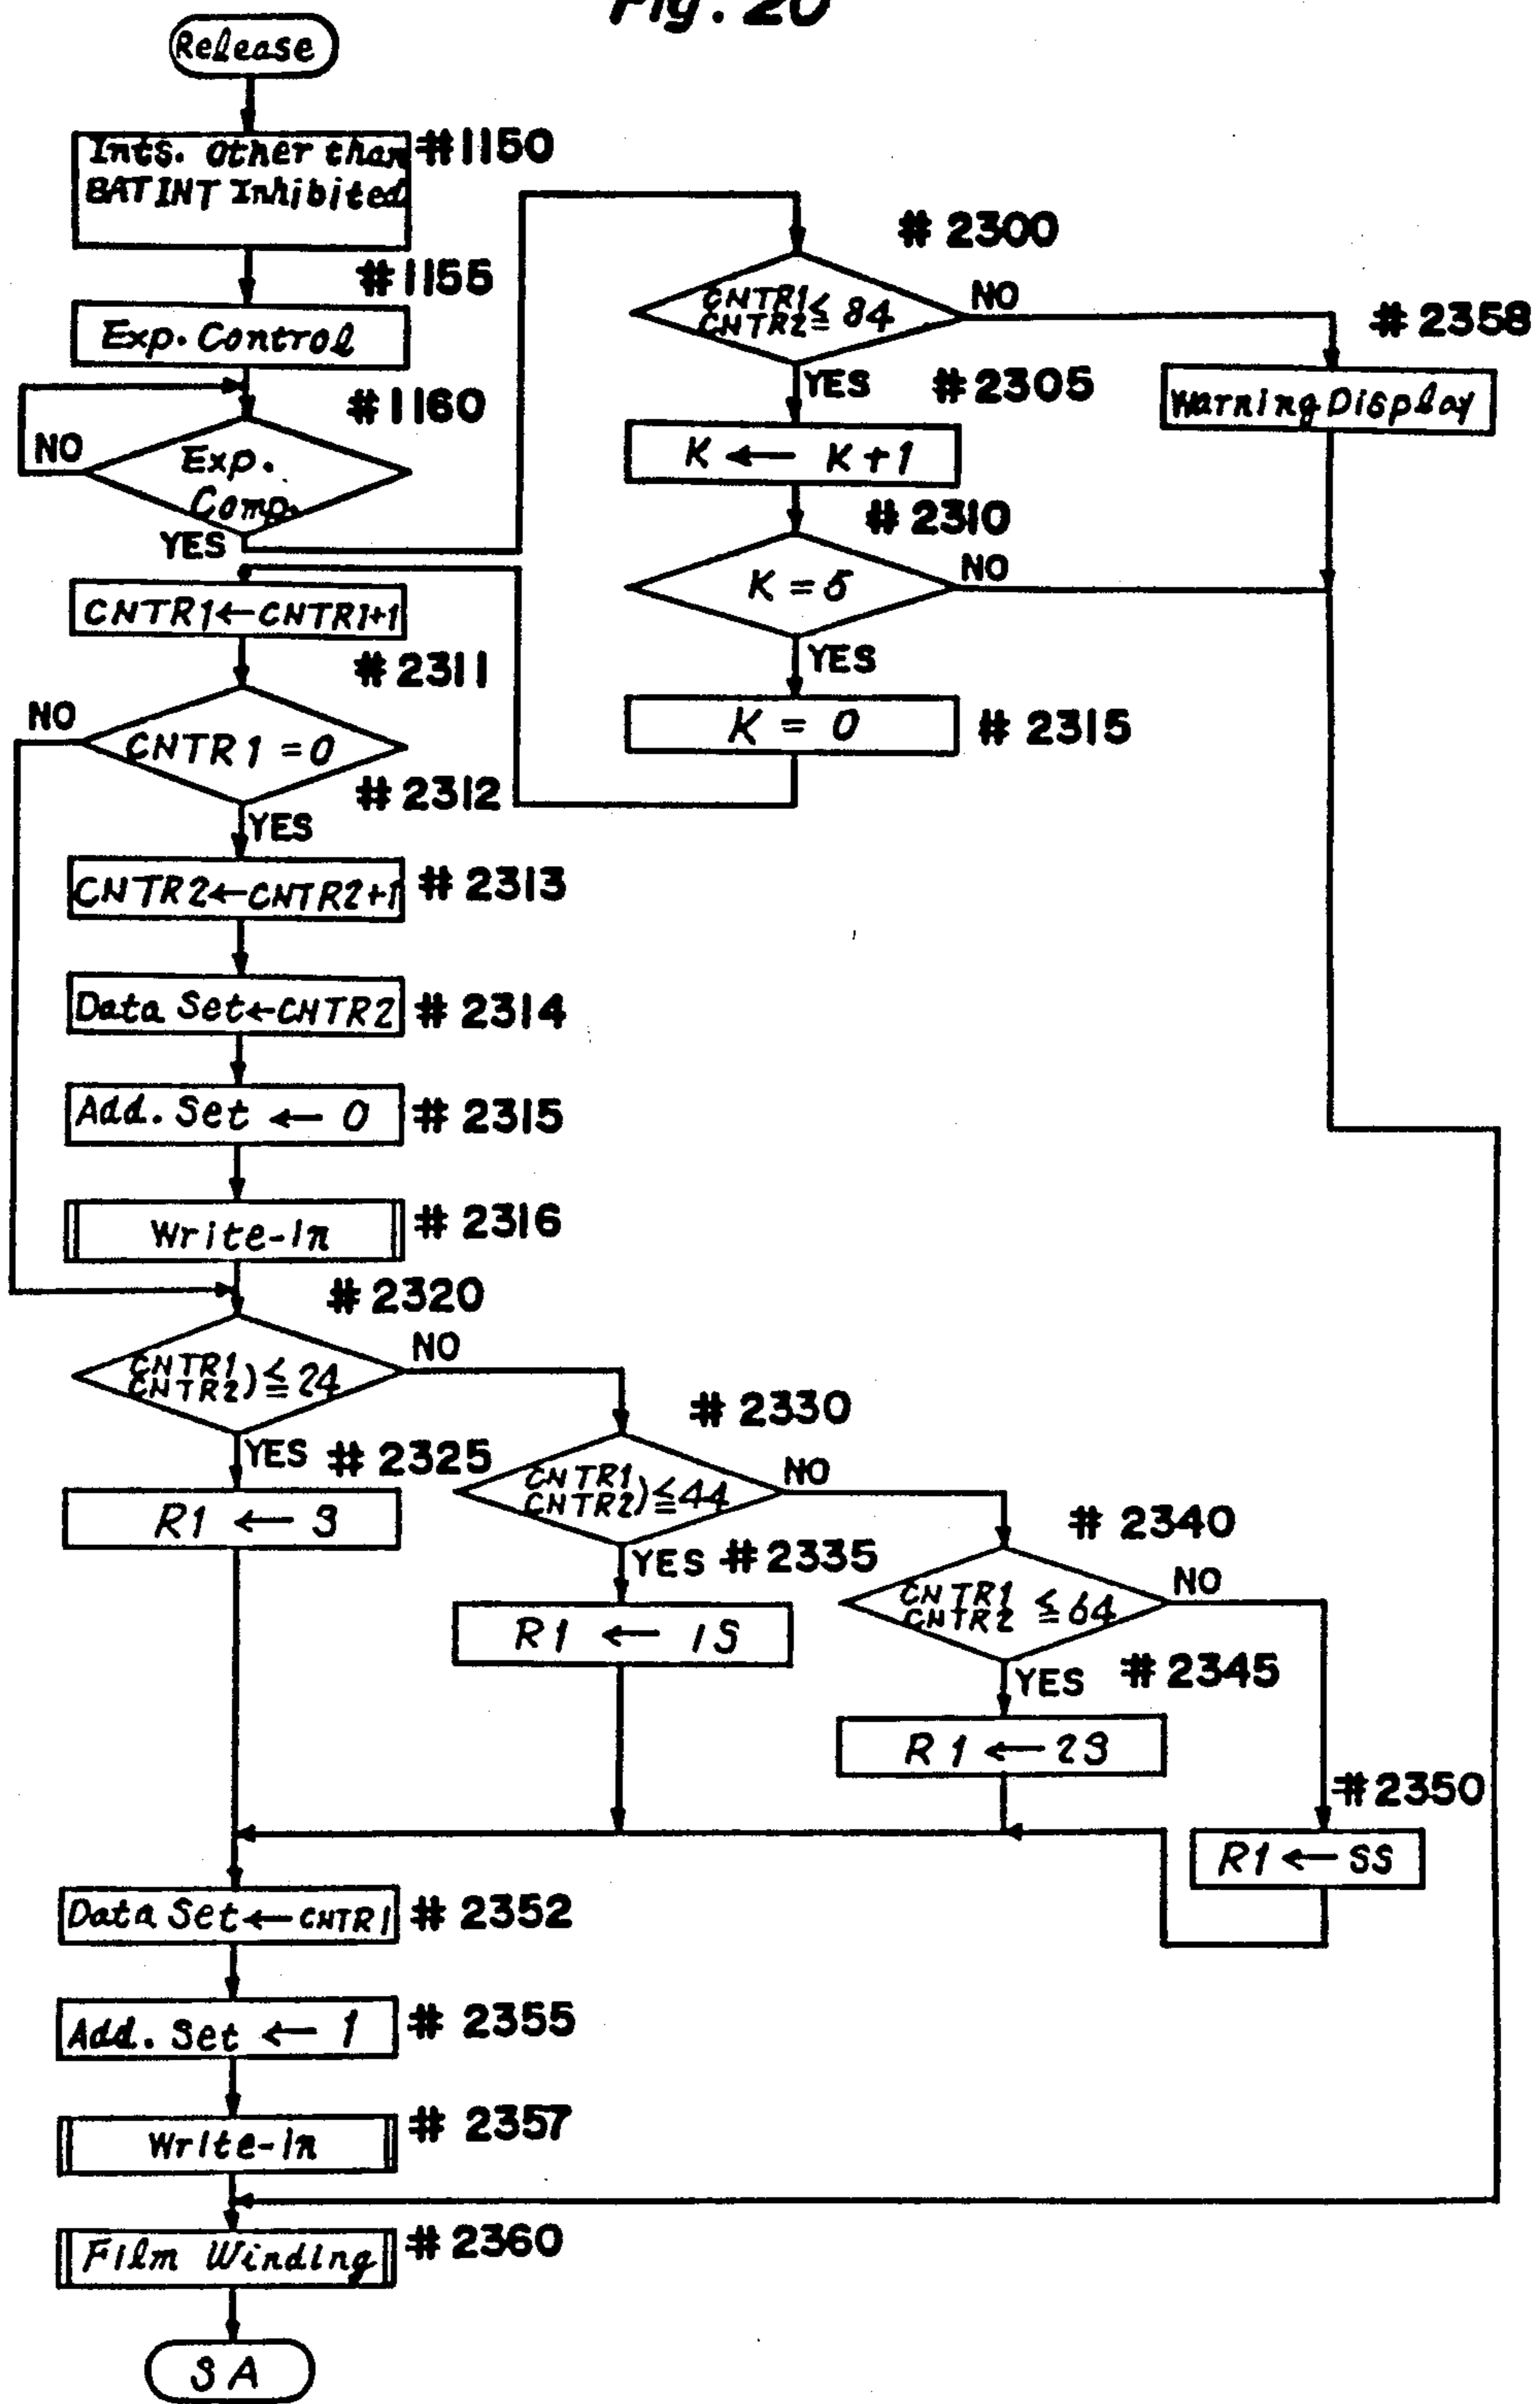 Fig. 20
Release
Ints. Other than
BATINT Inhibited
#1150
#1155
Exp. Control
#1160
NO
Exp.
Comp.
YES
# 2300
CNTR1
CNTR2 ≦ 84
NO
# 2358
Warning Display
YES
# 2305
K ← K+1
# 2310
K = 5
NO
YES
K = 0
# 2315
CNTR1←CNTR1+1
# 2311
NO
CNTR1 = 0
# 2312
YES
CNTR2←CNTR2+1
# 2313
Data Set←CNTR2
# 2314
Add. Set ← 0
# 2315
Write-In
# 2316
# 2320
CNTR1
CNTR2) ≦ 24
NO
YES
# 2325
R1 ← 3
# 2330
CNTR1
CNTR2) ≦ 44
NO
YES
# 2335
R1 ← 1S
# 2340
CNTR1
CNTR2 ≦ 64
NO
YES
# 2345
R1 ← 23
#2350
R1 ← SS
Data Set ← CNTR1
# 2352
Add. Set ← 1
# 2355
Write-in
# 2357
Film Winding
# 2360
SA